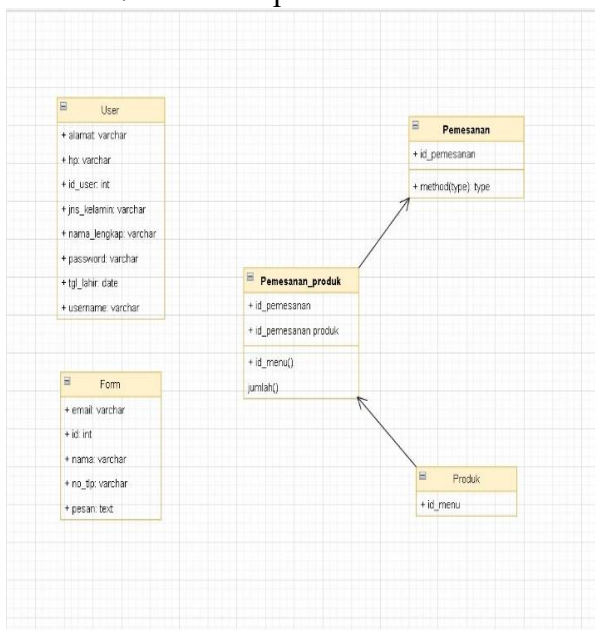 User
+ alamat: varchar
+ hp: varchar
+ id_user: int
+ jns_kelamin: varchar
+ nama_lengkap: varchar
+ password: varchar
+ tgl_lahir: date
+ username: varchar
Pemesanan
+ id_pemesanan
+ method(type): type
Pemesanan_produk
+ id_pemesanan
+ id_pemesanan produk
+ id_menu()
jumlah()
Form
+ email: varchar
+ id: int
+ nama: varchar
+ no_tlp: varchar
+ pesan: text
Produk
+ id_menu